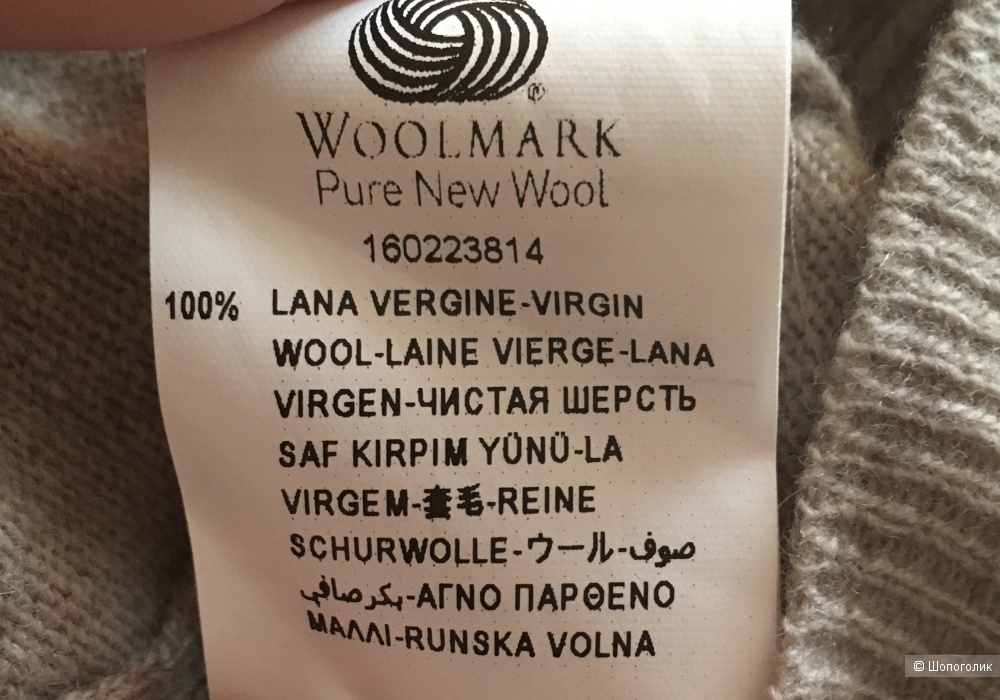 WOOLMARK
Pure New Wool
160223814
100% LANA VERGINE-VIRGIN
WOOL-LAINE VIERGE-LANA
VIRGEN-ЧИСТАЯ ШЕРСТЬ
SAF KIRPIM YÜNÜ-LA
VIRGEM-套毛-REINE
SCHURWOLLE-ウール-صوف
بكر صافي-ΑΓΝΟ ΠΑΡΘΕΝΟ
ΜΑΛΛΙ-RUNSKA VOLNA
© Шопоголик